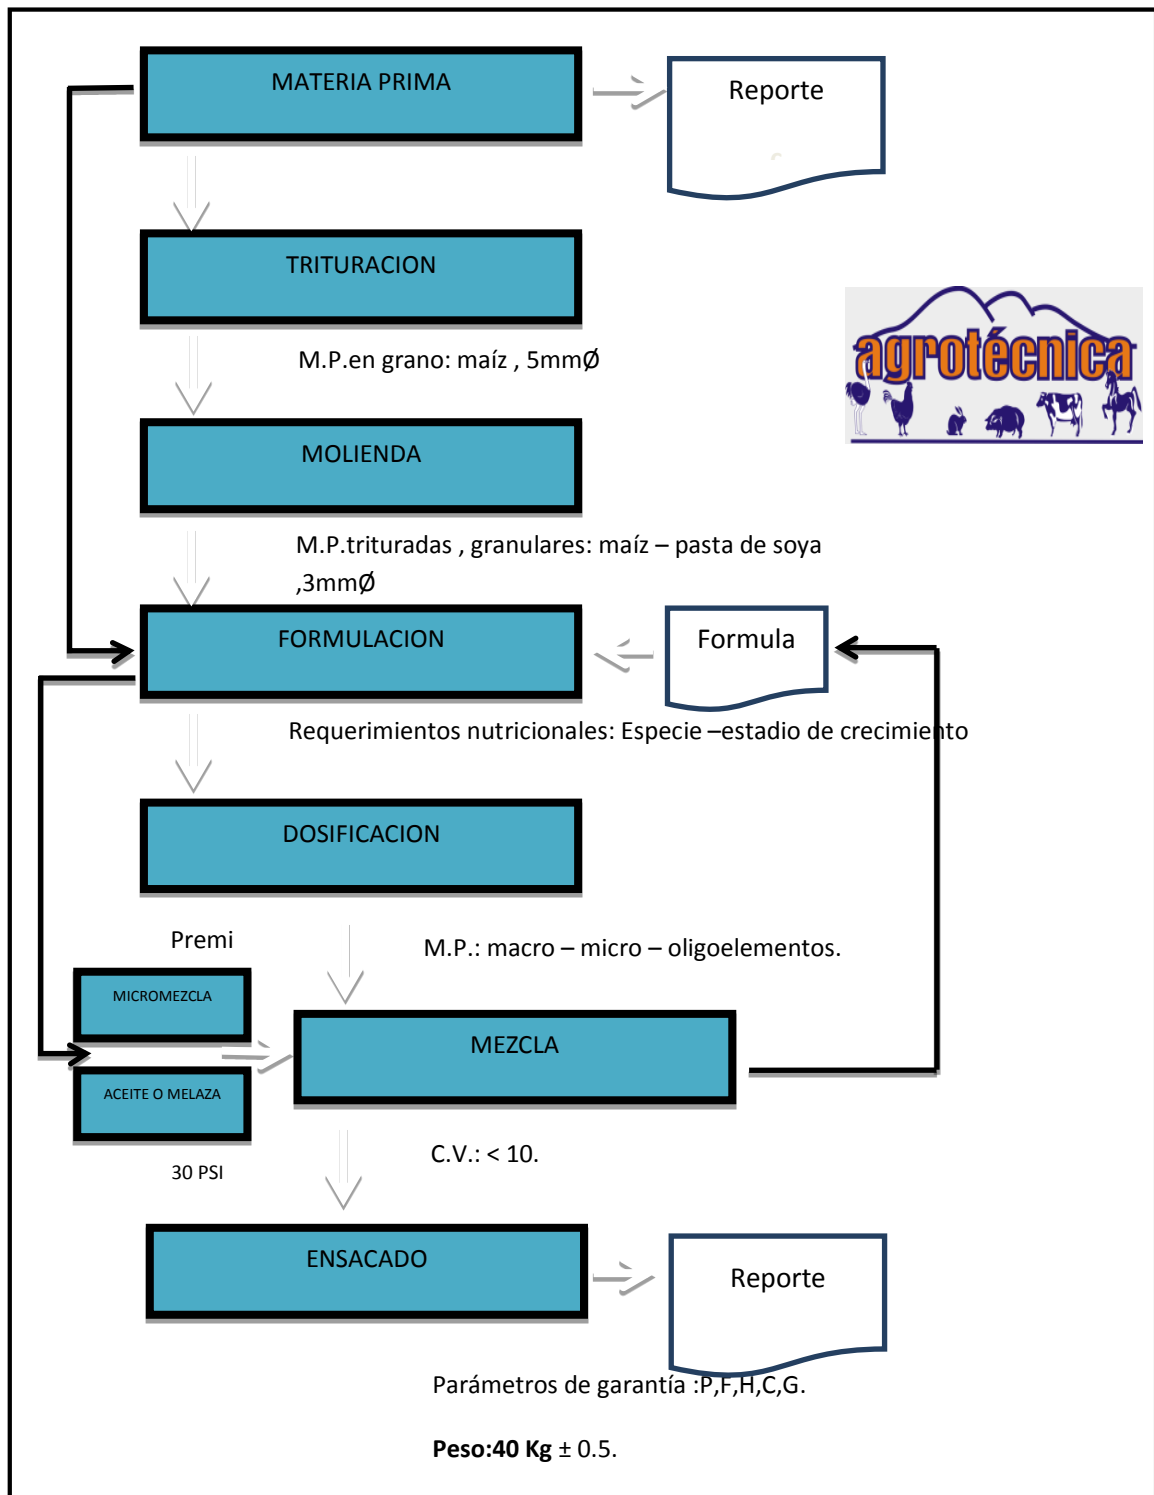 MATERIA PRIMA
Reporte
TRITURACION
agrotécnica
M.P.en grano: maíz , 5mmØ
MOLIENDA
M.P.trituradas , granulares: maíz – pasta de soya
,3mmØ
FORMULACION
Formula
Requerimientos nutricionales: Especie –estadio de crecimiento
DOSIFICACION
Premi
M.P.: macro – micro – oligoelementos.
MICROMEZCLA
MEZCLA
ACEITE O MELAZA
C.V.: < 10.
30 PSI
ENSACADO
Reporte
Parámetros de garantía :P,F,H,C,G.
Peso:40 Kg ± 0.5.